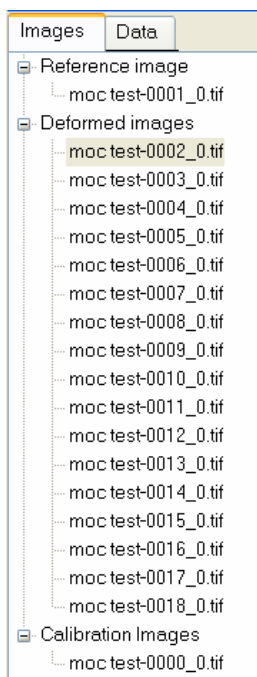 Images Data
Reference image
moc test-0001_0.tif
Deformed images
moc test-0002_0.tif
moc test-0003_0.tif
moc test-0004_0.tif
moc test-0005_0.tif
moc test-0006_0.tif
moc test-0007_0.tif
moc test-0008_0.tif
moc test-0009_0.tif
moc test-0010_0.tif
moc test-0011_0.tif
moc test-0012_0.tif
moc test-0013_0.tif
moc test-0014_0.tif
moc test-0015_0.tif
moc test-0016_0.tif
moc test-0017_0.tif
moc test-0018_0.tif
Calibration Images
moc test-0000_0.tif